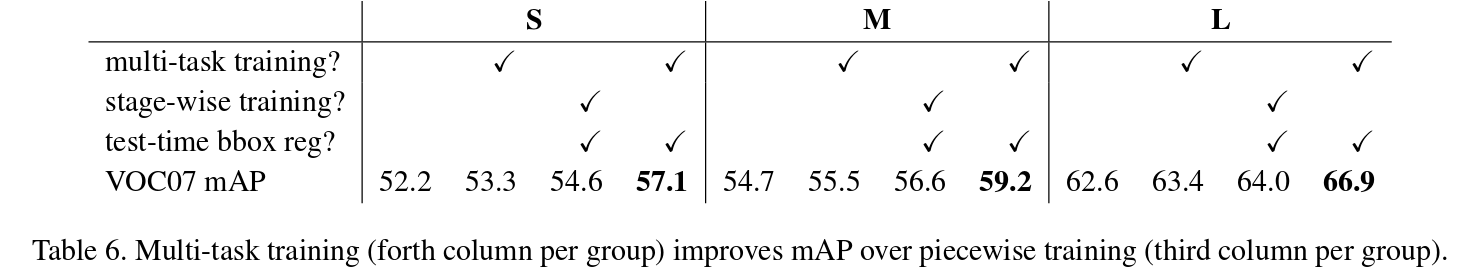 S M L
multi-task training? ✓ ✓ ✓ ✓ ✓ ✓
stage-wise training? ✓ ✓ ✓
test-time bbox reg? ✓ ✓ ✓ ✓ ✓ ✓
VOC07 mAP 52.2 53.3 54.6 57.1 54.7 55.5 56.6 59.2 62.6 63.4 64.0 66.9
Table 6. Multi-task training (forth column per group) improves mAP over piecewise training (third column per group).